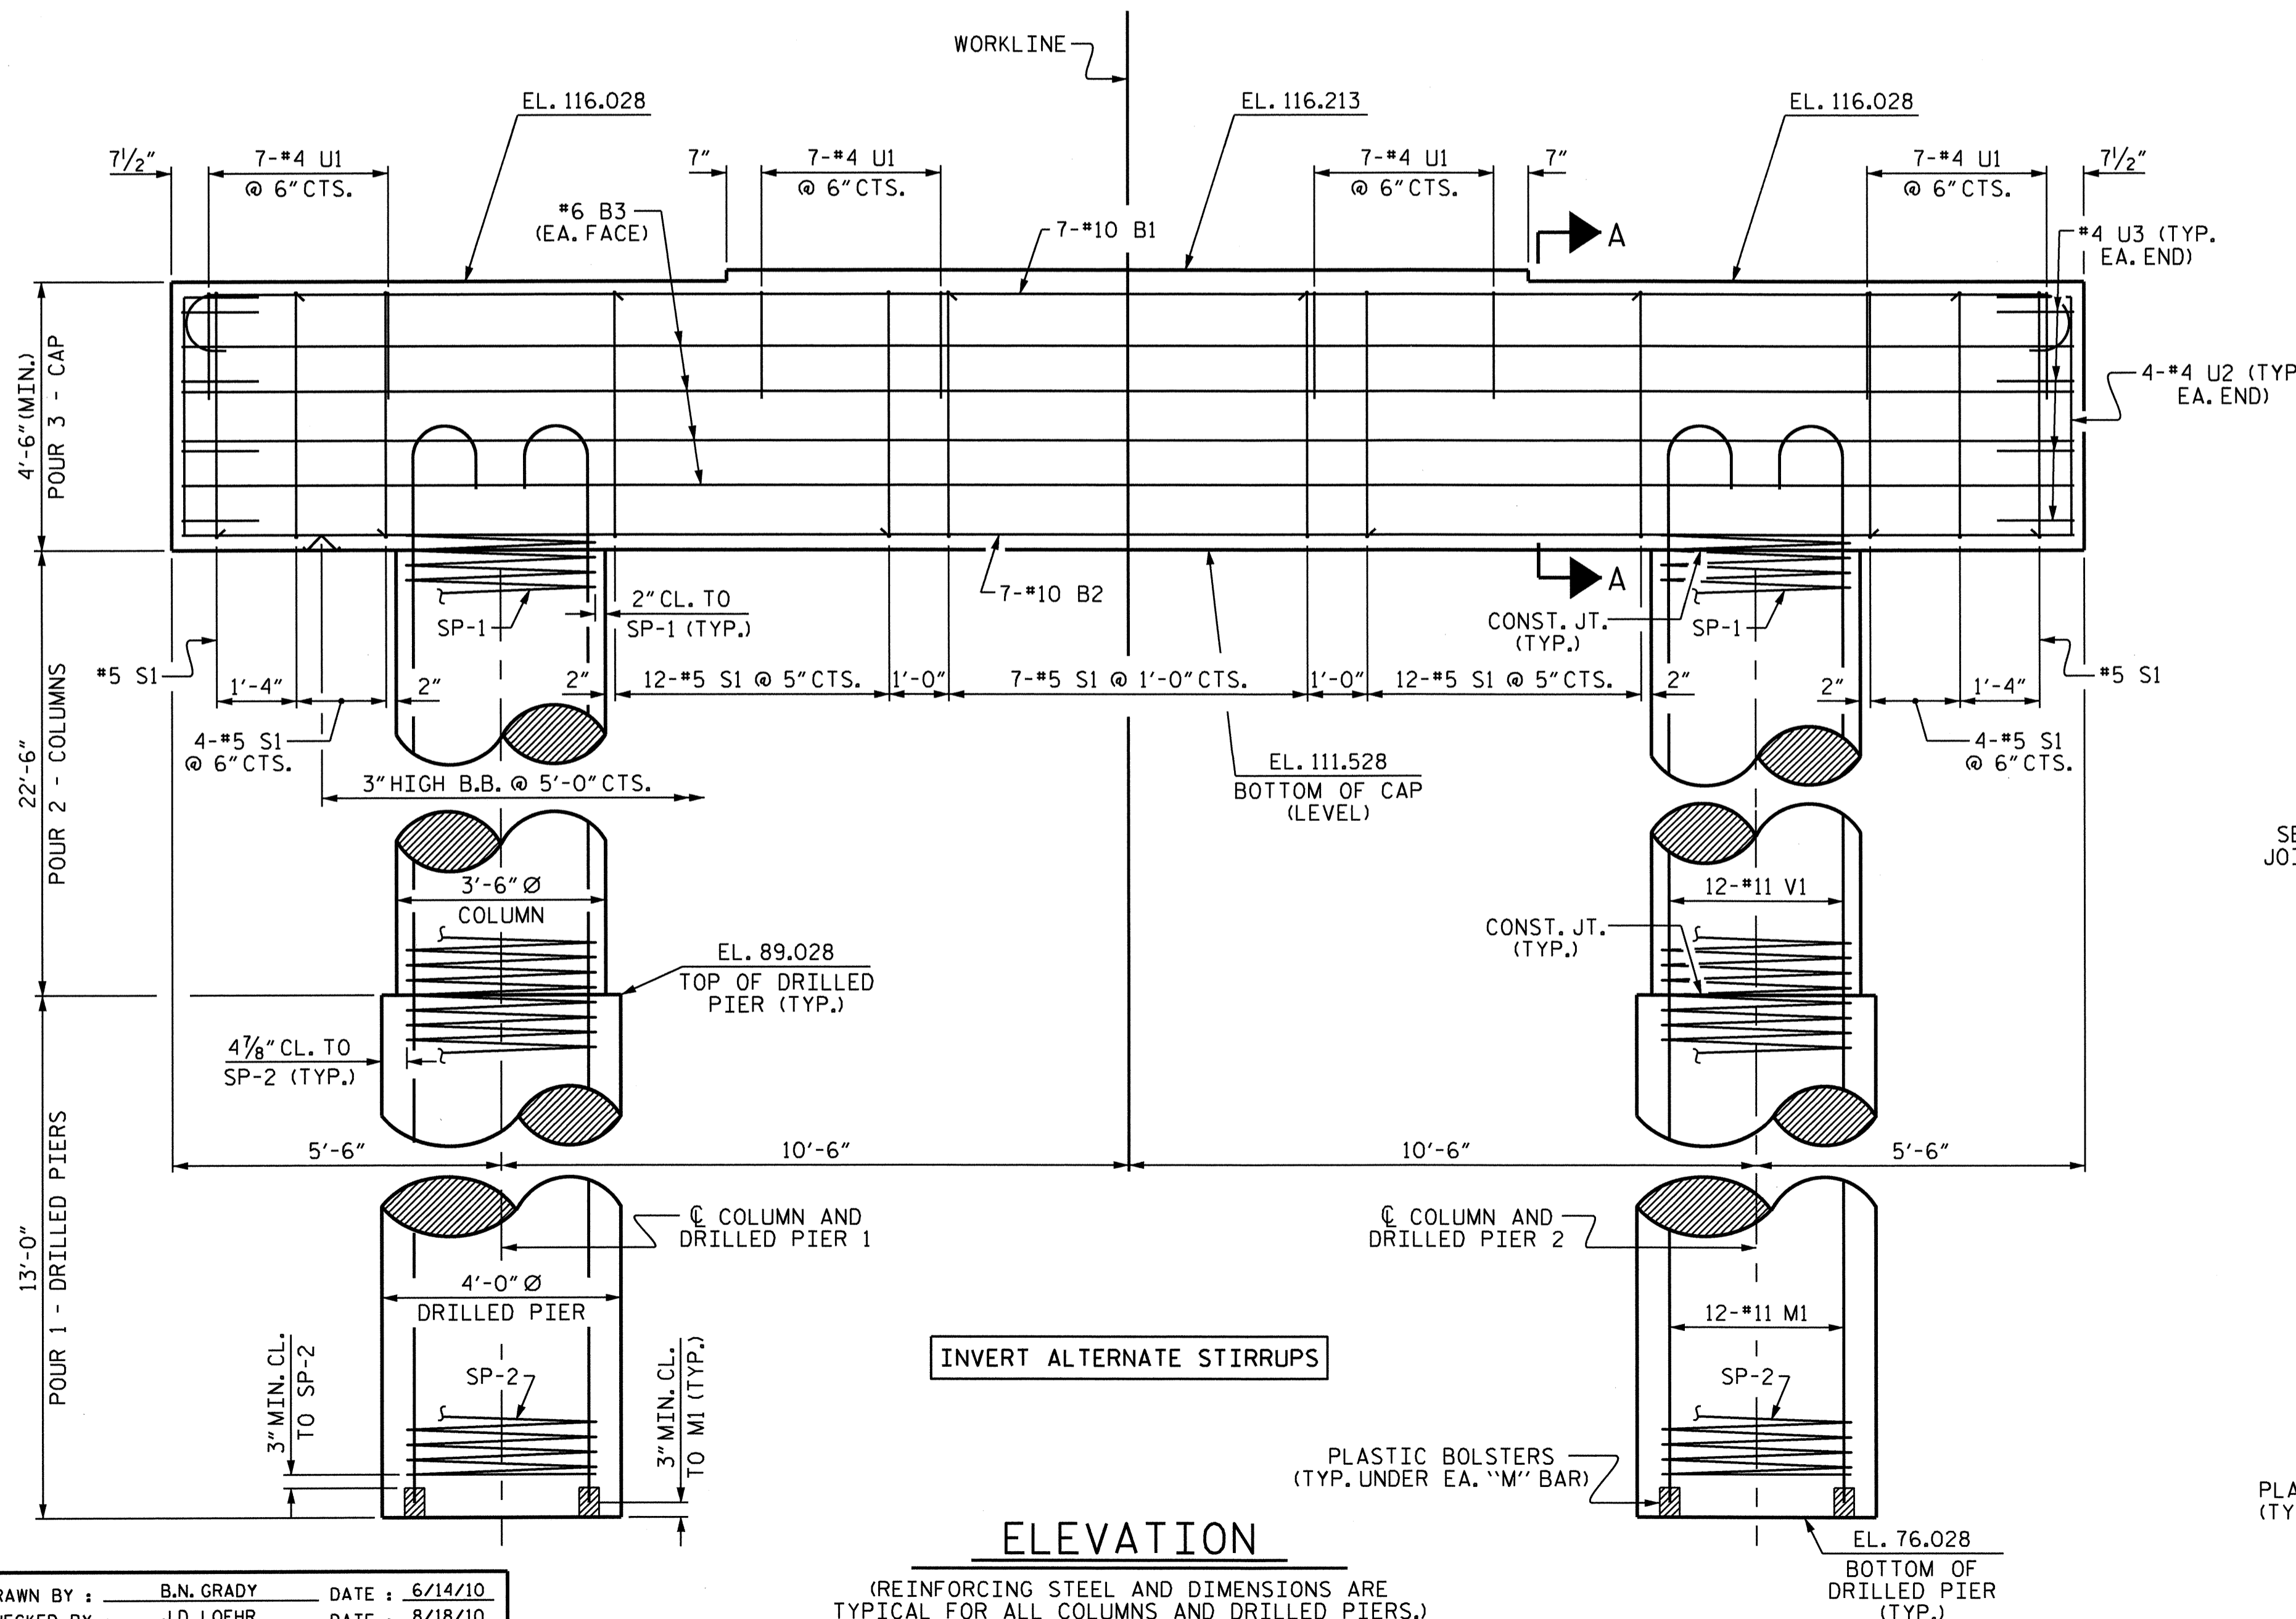 WORKLINE
EL. 116.028
EL. 116.213
EL. 116.028
7½"
7-#4 U1
@ 6" CTS.
7"
7-#4 U1
@ 6" CTS.
7-#4 U1
@ 6" CTS.
7"
7-#4 U1
@ 6" CTS.
7½"
#6 B3
(EA. FACE)
7-#10 B1
A
#4 U3 (TYP.
EA. END)
4'-6" (MIN.)
POUR 3 - CAP
4-#4 U2 (TYP
EA. END)
7-#10 B2
A
SP-1
2" CL. TO
SP-1 (TYP.)
CONST. JT.
(TYP.)
SP-1
#5 S1
1'-4"
2"
2"
12-#5 S1 @ 5" CTS.
1'-0"
7-#5 S1 @ 1'-0" CTS.
1'-0"
12-#5 S1 @ 5" CTS.
2"
2"
1'-4"
#5 S1
4-#5 S1
@ 6" CTS.
3" HIGH B.B. @ 5'-0" CTS.
EL. 111.528
BOTTOM OF CAP
(LEVEL)
4-#5 S1
@ 6" CTS.
22'-6"
POUR 2 - COLUMNS
SE
JOI
3'-6" Ø
COLUMN
12-#11 V1
CONST. JT.
(TYP.)
EL. 89.028
TOP OF DRILLED
PIER (TYP.)
4⅞" CL. TO
SP-2 (TYP.)
5'-6"
10'-6"
10'-6"
5'-6"
13'-0"
POUR 1 - DRILLED PIERS
℄ COLUMN AND
DRILLED PIER 1
℄ COLUMN AND
DRILLED PIER 2
4'-0" Ø
DRILLED PIER
12-#11 M1
3" MIN. CL.
TO SP-2
SP-2
3" MIN. CL.
TO M1 (TYP.)
INVERT ALTERNATE STIRRUPS
SP-2
PLASTIC BOLSTERS
(TYP. UNDER EA. "M" BAR)
PLA
(TY
ELEVATION
(REINFORCING STEEL AND DIMENSIONS ARE
TYPICAL FOR ALL COLUMNS AND DRILLED PIERS.)
EL. 76.028
BOTTOM OF
DRILLED PIER
(TYP.)
RAWN BY : B.N. GRADY DATE : 6/14/10
J.D. LOEHR DATE : 8/18/10